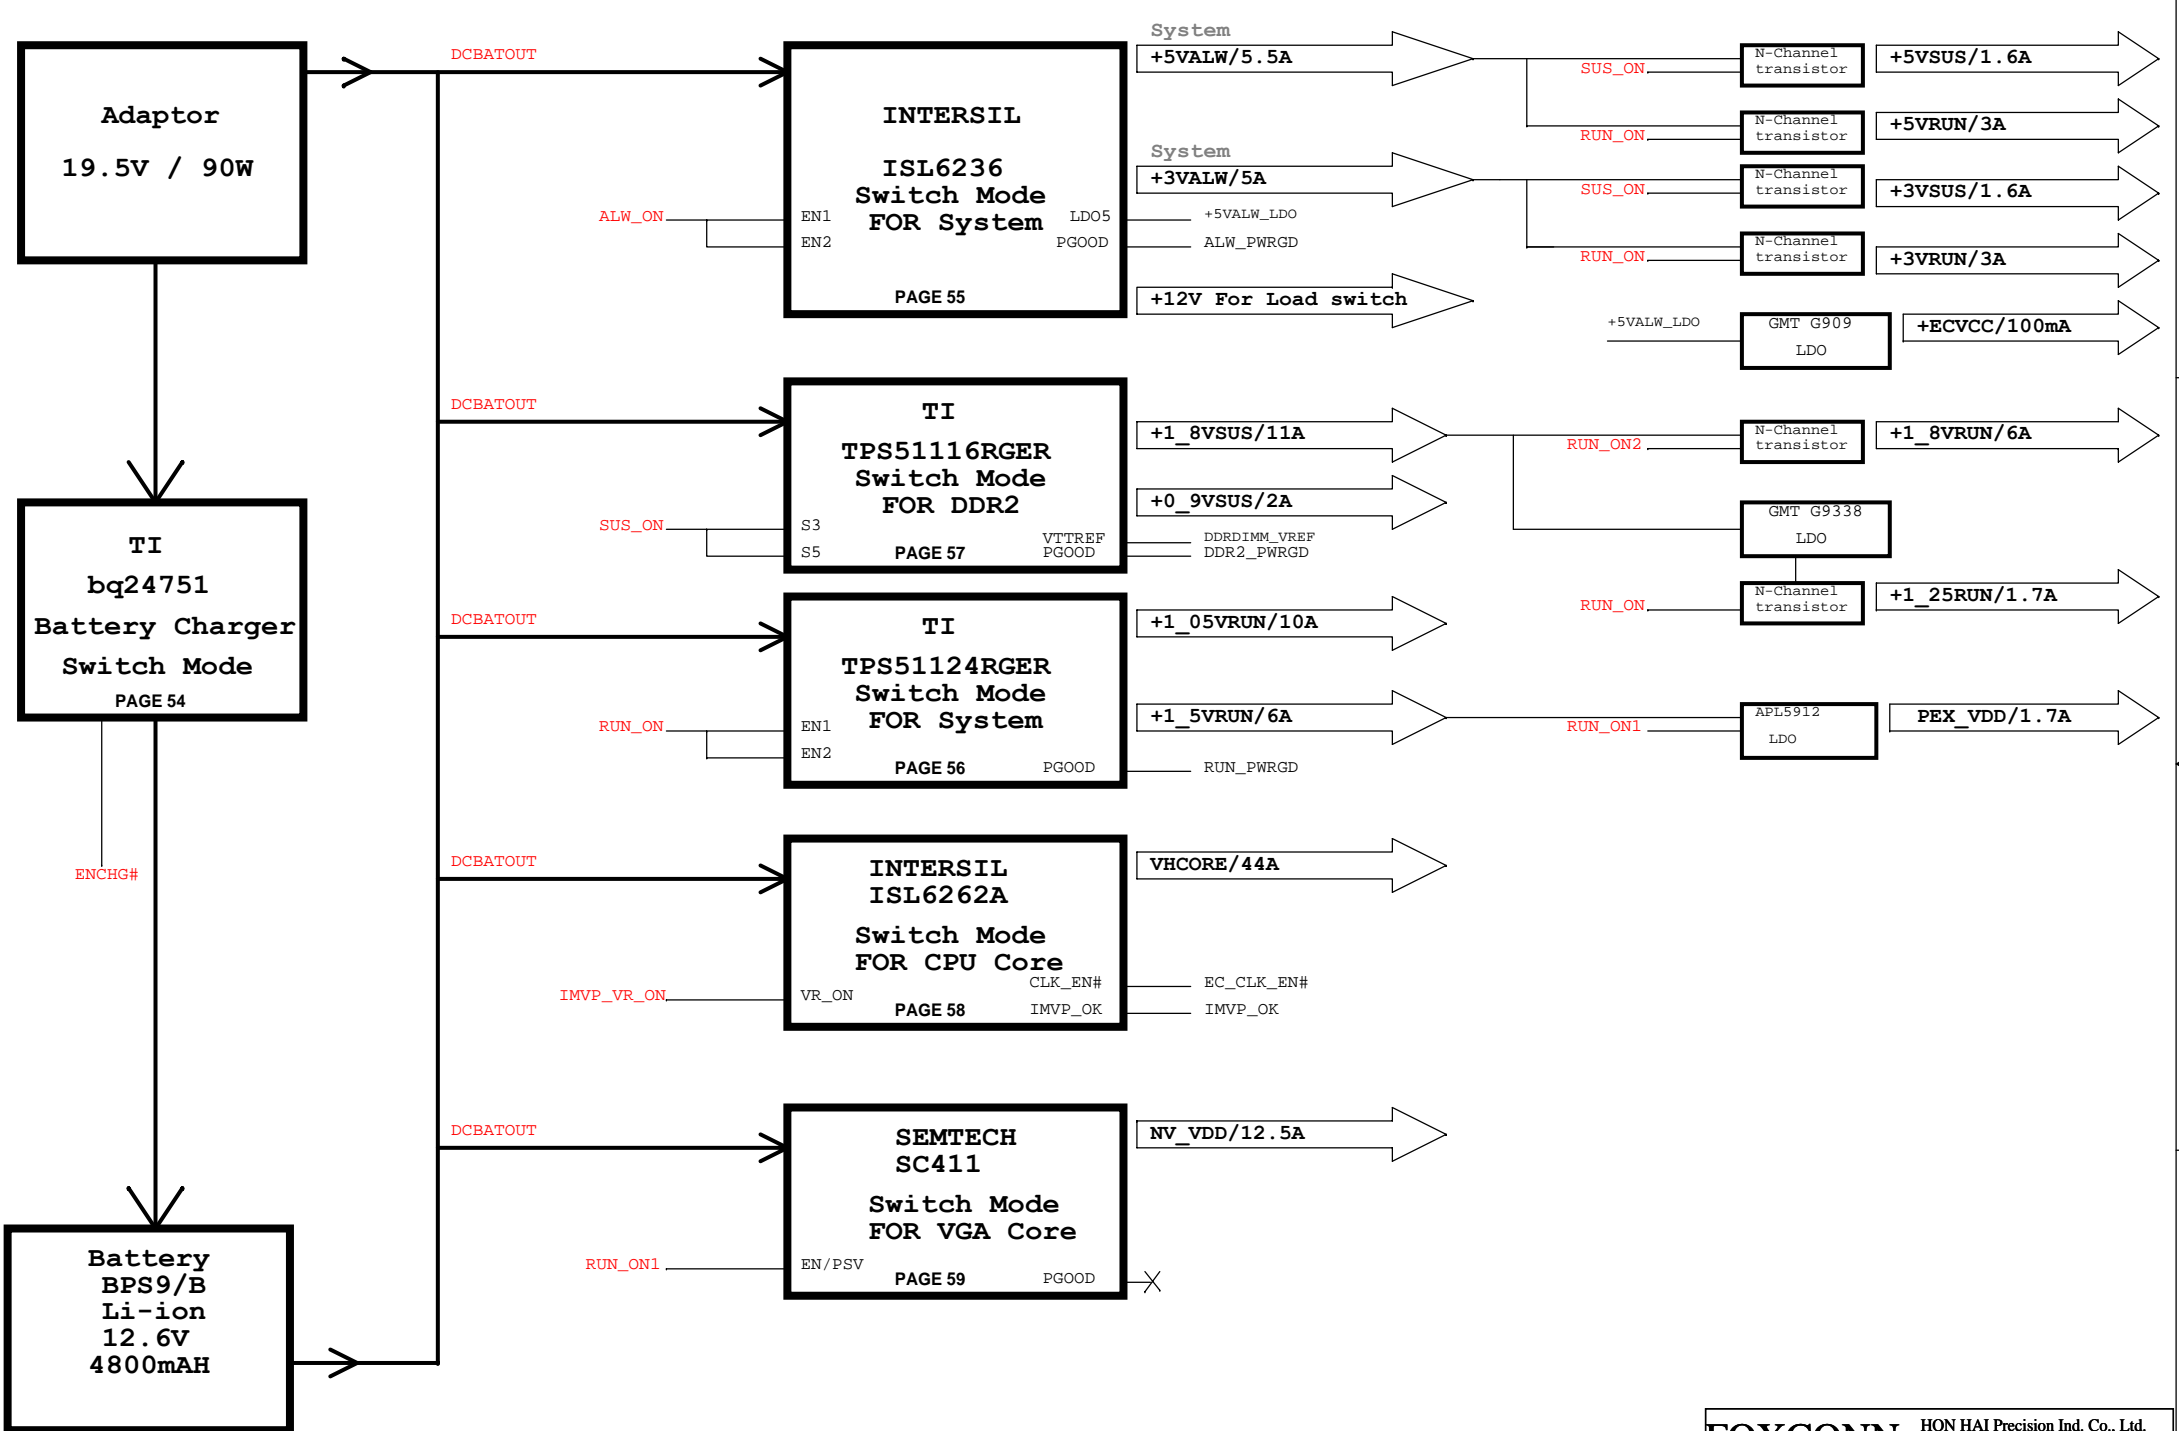 Adaptor
19.5V / 90W
TI
bq24751
Battery Charger
Switch Mode
PAGE 54
ENCHG#
Battery
BPS9/B
Li-ion
12.6V
4800mAH
DCBATOUT
INTERSIL
ISL6236
Switch Mode
FOR System
ALW_ON
EN1
EN2
LDO5
PGOOD
+5VALW_LDO
ALW_PWRGD
PAGE 55
System
+5VALW/5.5A
System
+3VALW/5A
+12V For Load switch
SUS_ON
N-Channel
transistor
+5VSUS/1.6A
RUN_ON
N-Channel
transistor
+5VRUN/3A
SUS_ON
N-Channel
transistor
+3VSUS/1.6A
RUN_ON
N-Channel
transistor
+3VRUN/3A
+5VALW_LDO
GMT G909
LDO
+ECVCC/100mA
DCBATOUT
TI
TPS51116RGER
Switch Mode
FOR DDR2
SUS_ON
S3
S5
VTTREF
PGOOD
DDRDIMM_VREF
DDR2_PWRGD
PAGE 57
+1_8VSUS/11A
+0_9VSUS/2A
RUN_ON2
N-Channel
transistor
+1_8VRUN/6A
GMT G9338
LDO
RUN_ON
N-Channel
transistor
+1_25RUN/1.7A
DCBATOUT
TI
TPS51124RGER
Switch Mode
FOR System
RUN_ON
EN1
EN2
PGOOD
RUN_PWRGD
PAGE 56
+1_05VRUN/10A
+1_5VRUN/6A
RUN_ON1
APL5912
LDO
PEX_VDD/1.7A
DCBATOUT
INTERSIL
ISL6262A
Switch Mode
FOR CPU Core
IMVP_VR_ON
VR_ON
CLK_EN#
IMVP_OK
EC_CLK_EN#
IMVP_OK
PAGE 58
VHCORE/44A
DCBATOUT
SEMTECH
SC411
Switch Mode
FOR VGA Core
RUN_ON1
EN/PSV
PGOOD
PAGE 59
NV_VDD/12.5A
FOXCONN
HON HAI Precision Ind. Co., Ltd.